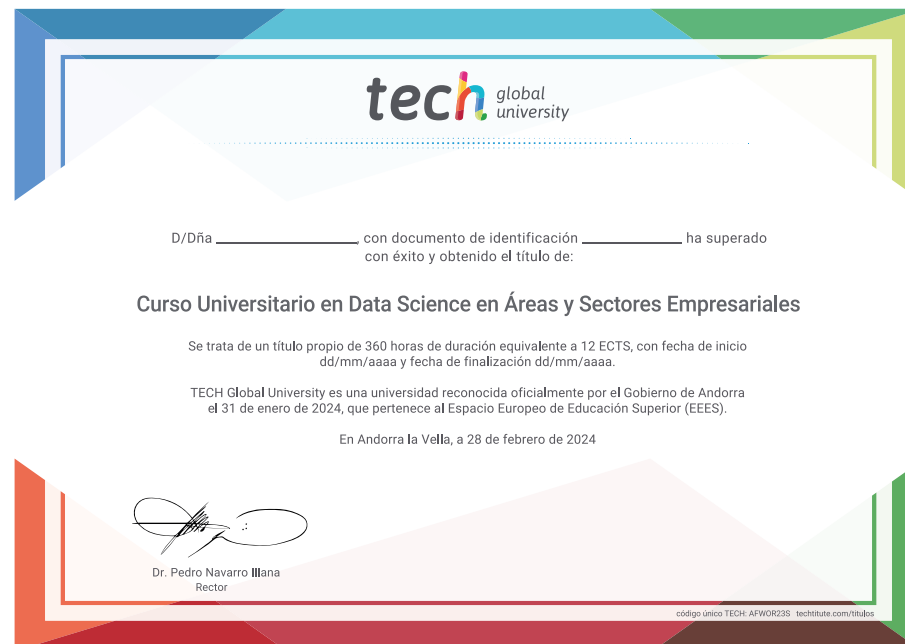 tech global university
D/Dña ____________________, con documento de identificación ______________ ha superado
con éxito y obtenido el título de:
Curso Universitario en Data Science en Áreas y Sectores Empresariales
Se trata de un título propio de 360 horas de duración equivalente a 12 ECTS, con fecha de inicio
dd/mm/aaaa y fecha de finalización dd/mm/aaaa.
TECH Global University es una universidad reconocida oficialmente por el Gobierno de Andorra
el 31 de enero de 2024, que pertenece al Espacio Europeo de Educación Superior (EEES).
En Andorra la Vella, a 28 de febrero de 2024
Dr. Pedro Navarro Illana
Rector
código único TECH: AFWOR23S techtitute.com/titulos